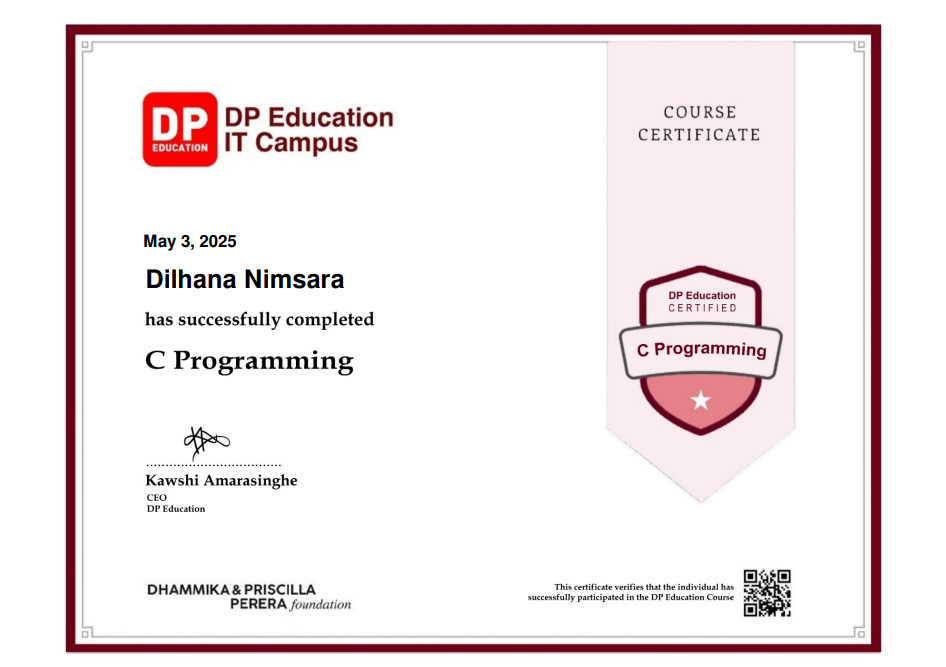 DP
EDUCATION
DP Education
IT Campus
COURSE
CERTIFICATE
May 3, 2025
Dilhana Nimsara
has successfully completed
C Programming
DP Education
CERTIFIED
C Programming
Kawshi Amarasinghe
CEO
DP Education
DHAMMIKA & PRISCILLA
PERERA foundation
This certificate verifies that the individual has
successfully participated in the DP Education Course